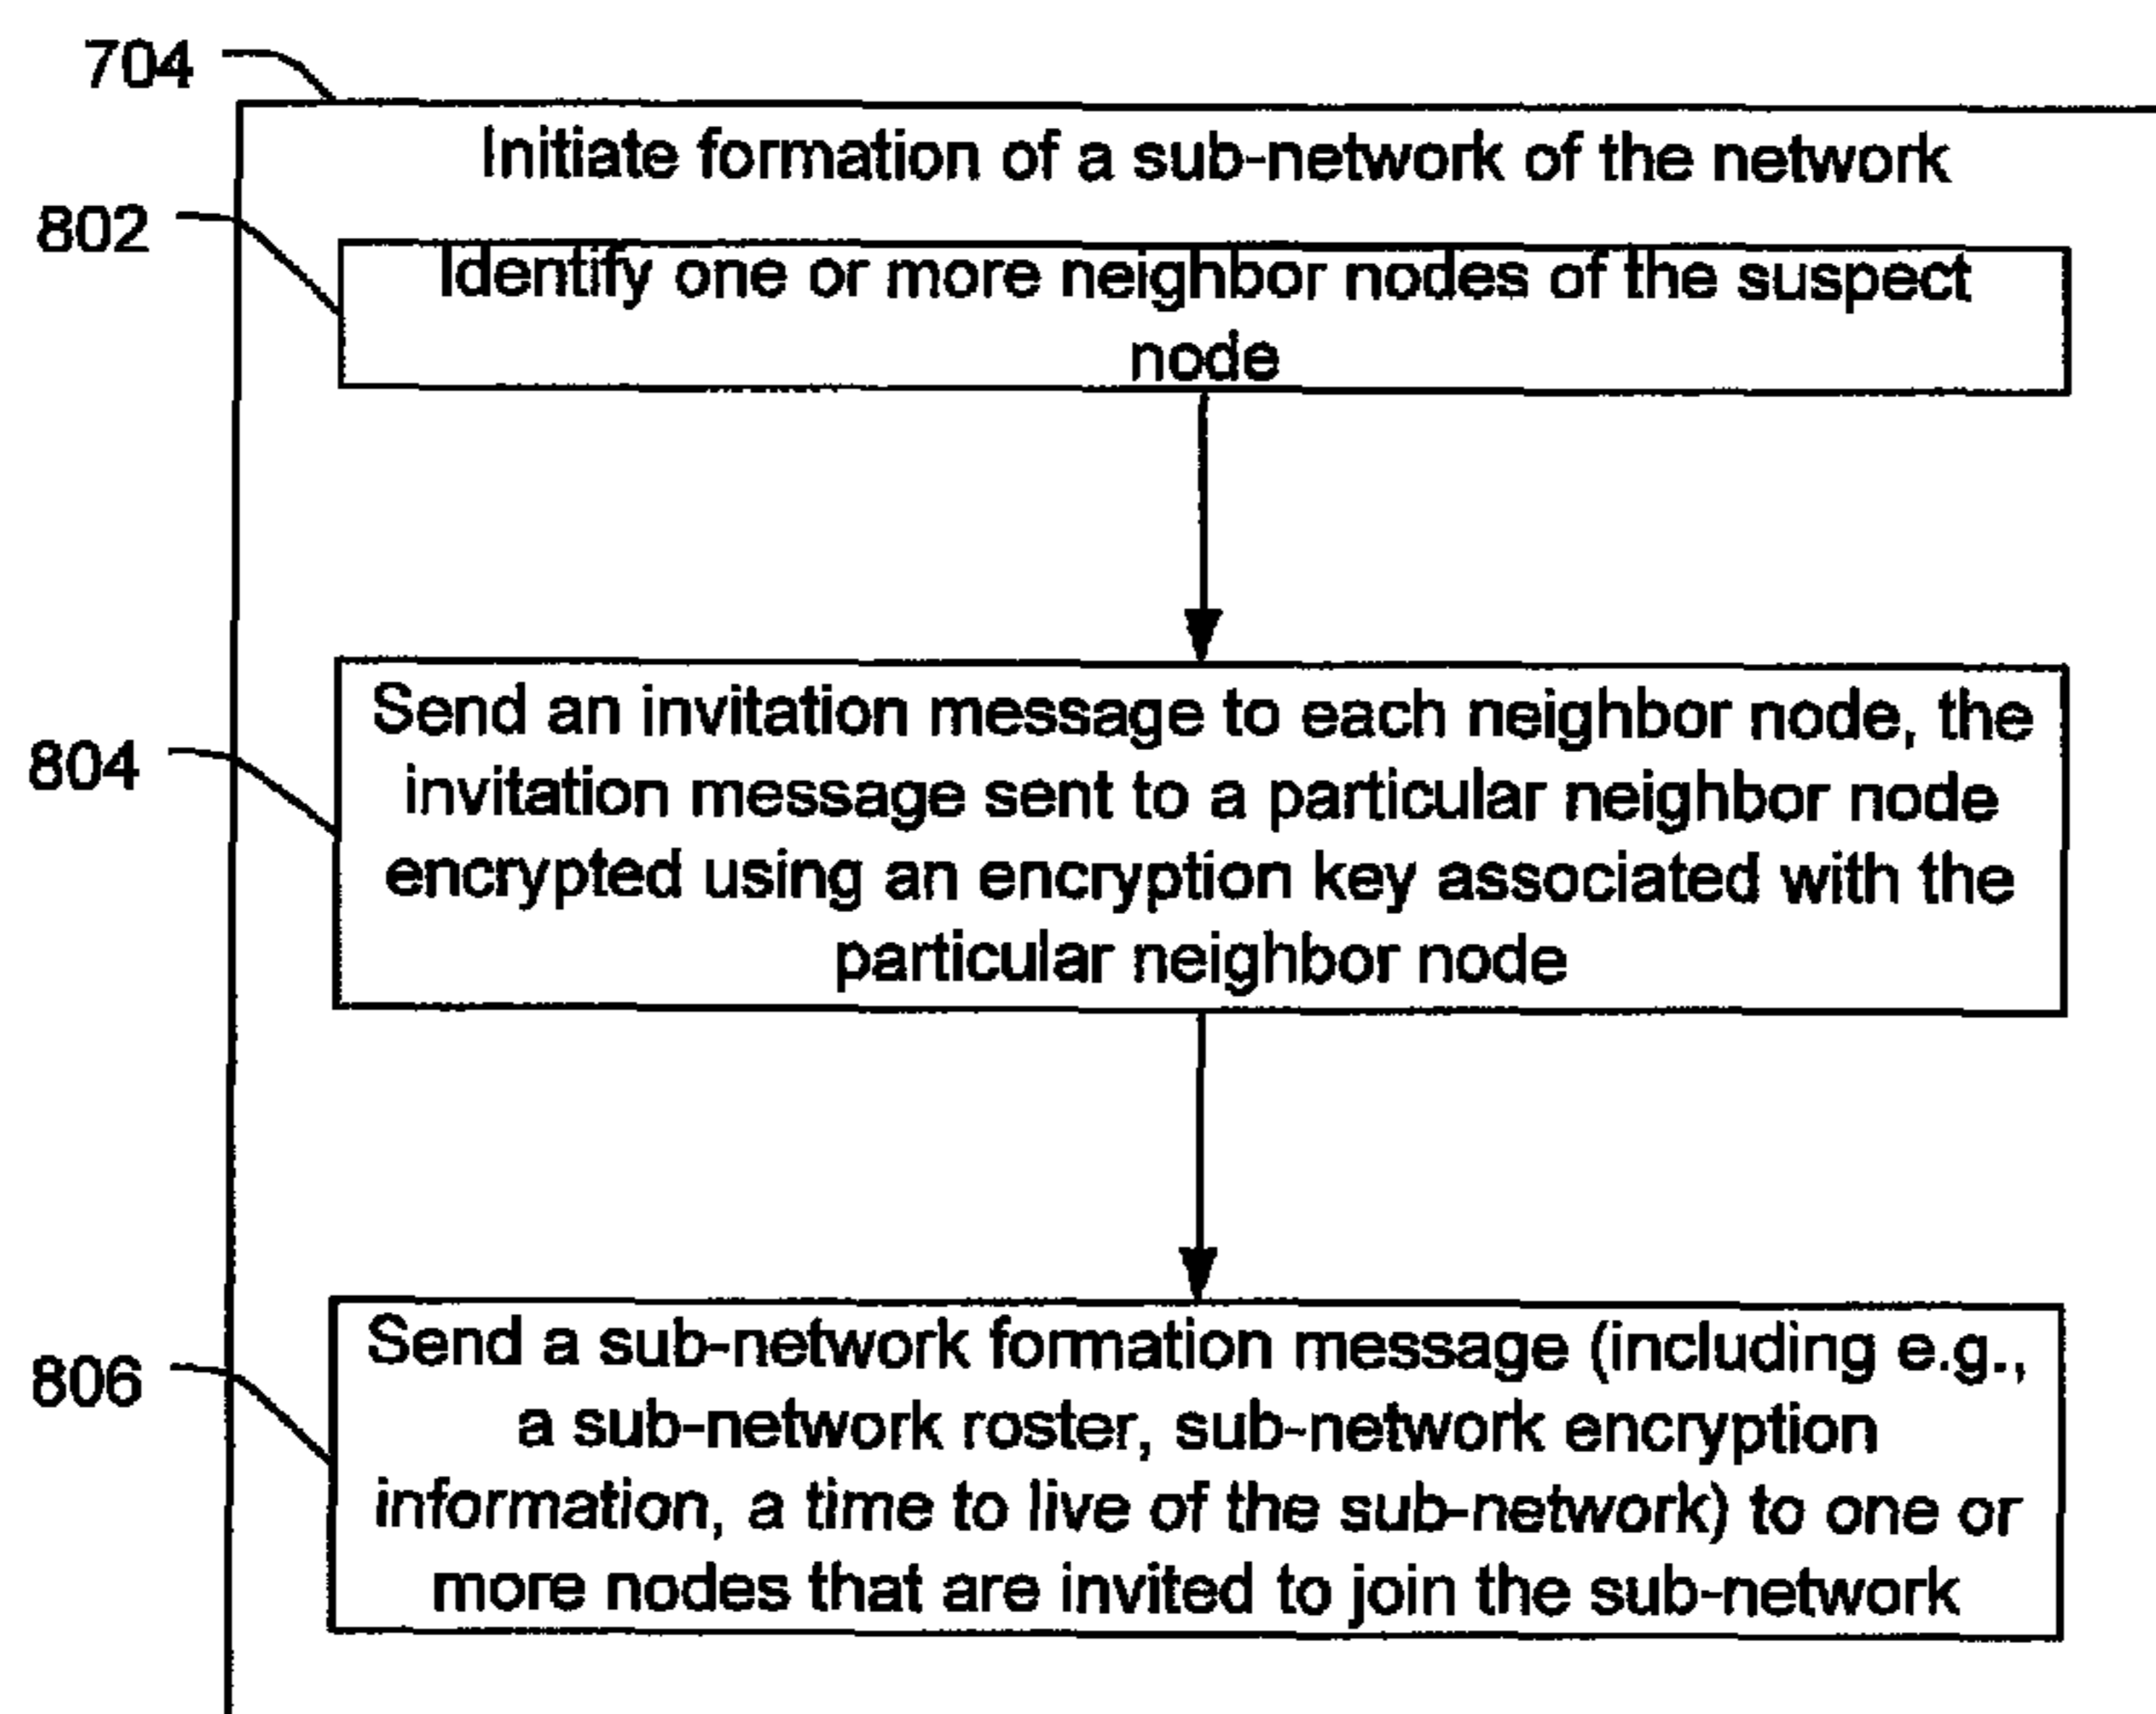 704
Initiate formation of a sub-network of the network
802
Identify one or more neighbor nodes of the suspect
node
804
Send an invitation message to each neighbor node, the
invitation message sent to a particular neighbor node
encrypted using an encryption key associated with the
particular neighbor node
806
Send a sub-network formation message (including e.g.,
a sub-network roster, sub-network encryption
information, a time to live of the sub-network) to one or
more nodes that are invited to join the sub-network